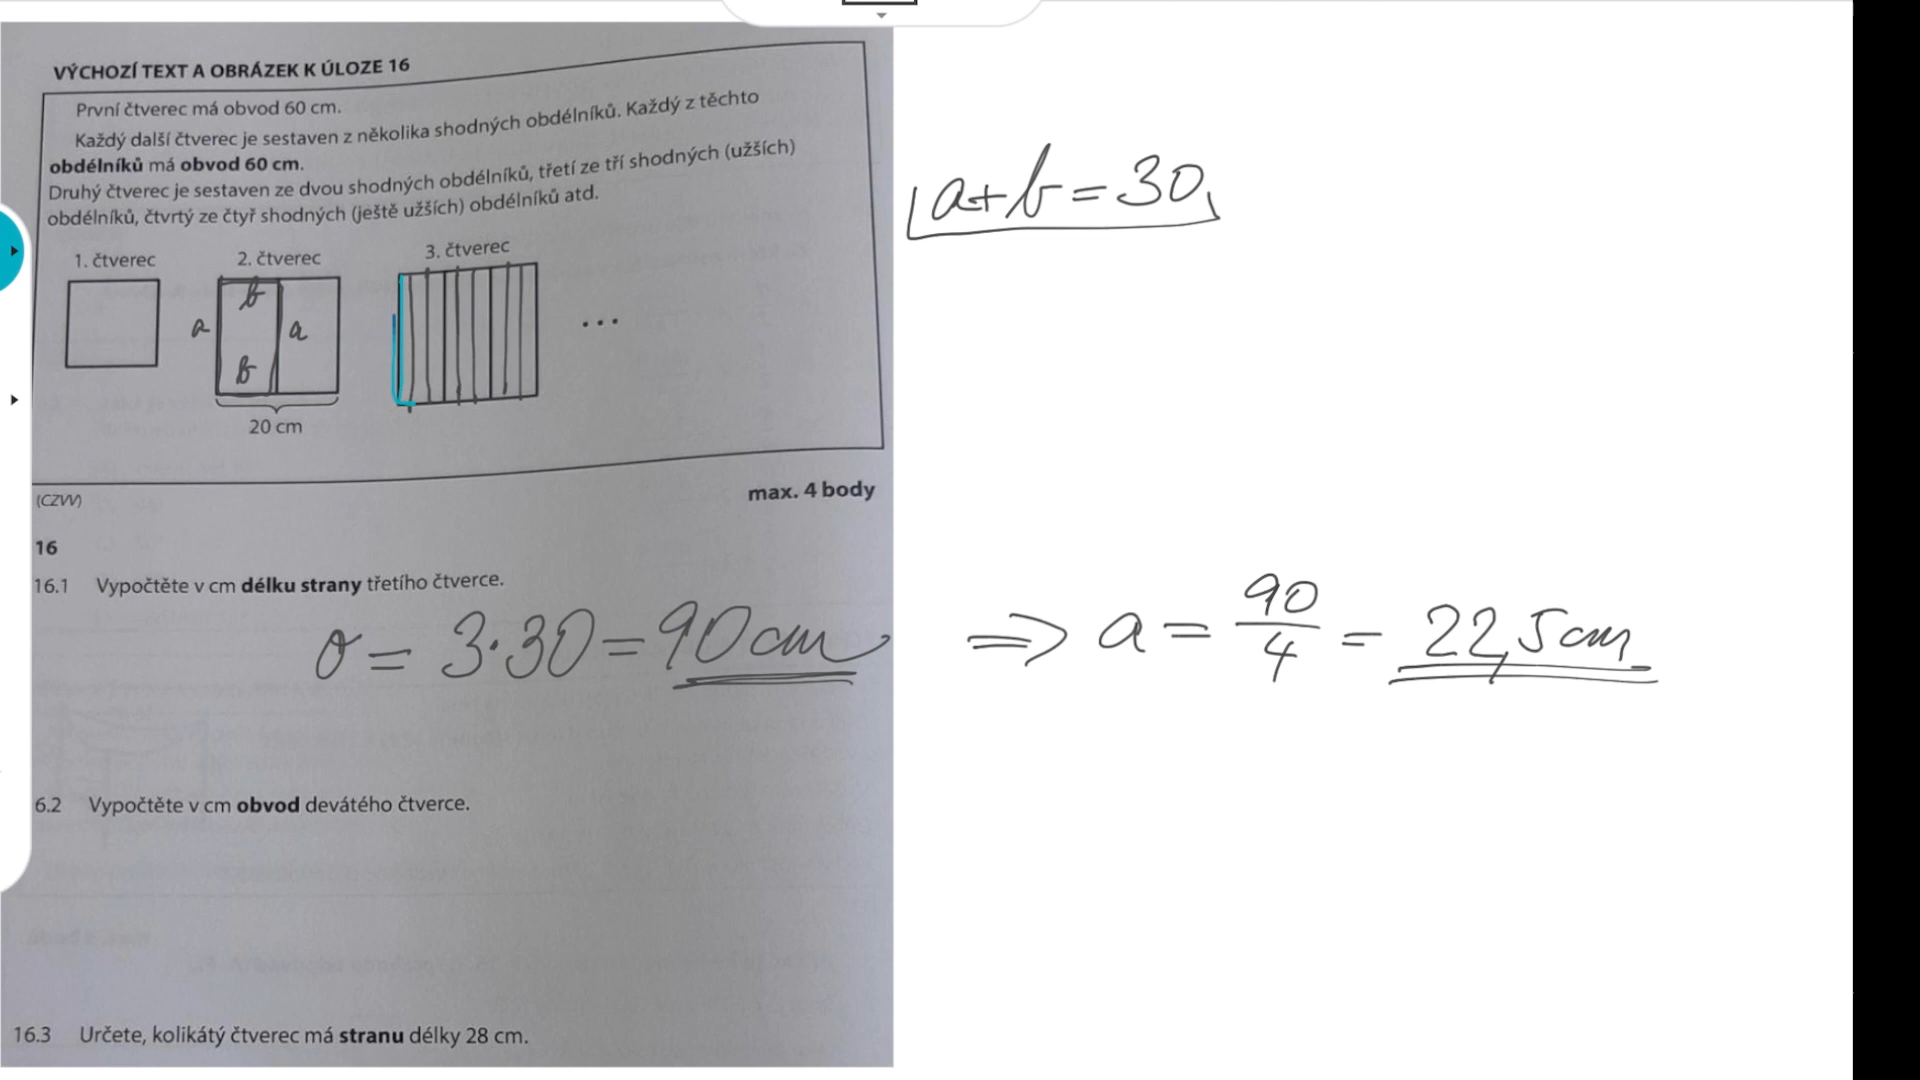 VÝCHOZÍ TEXT A OBRÁZEK K ÚLOZE 16
První čtverec má obvod 60 cm.
Každý další čtverec je sestaven z několika shodných obdélníků. Každý z těchto
obdélníků má obvod 60 cm.
Druhý čtverec je sestaven ze dvou shodných obdélníků, třetí ze tří shodných (užších)
obdélníků, čtvrtý ze čtyř shodných (ještě užších) obdélníků atd.
1. čtverec
2. čtverec
3. čtverec
b
a
a
b
...
20 cm
a+b=30
(CZVV)
max. 4 body
16
16.1 Vypočtěte v cm délku strany třetího čtverce.
o = 3·30 = 90 cm
⇒ a = 90/4 = 22,5 cm
6.2 Vypočtěte v cm obvod devátého čtverce.
16.3 Určete, kolikátý čtverec má stranu délky 28 cm.